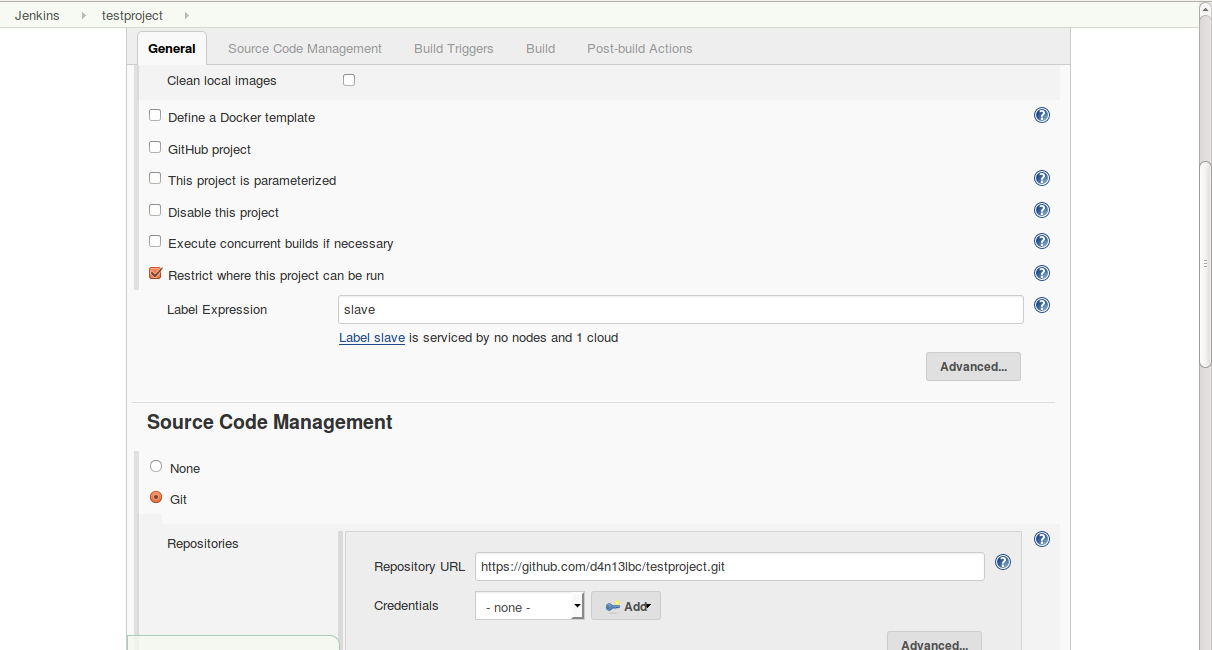 Jenkins testproject
General Source Code Management Build Triggers Build Post-build Actions
Clean local images
Define a Docker template
GitHub project
This project is parameterized
Disable this project
Execute concurrent builds if necessary
Restrict where this project can be run
Label Expression slave
Label slave is serviced by no nodes and 1 cloud
Advanced...
Source Code Management
None
Git
Repositories
Repository URL https://github.com/d4n13lbc/testproject.git
Credentials - none - Add
Advanced...